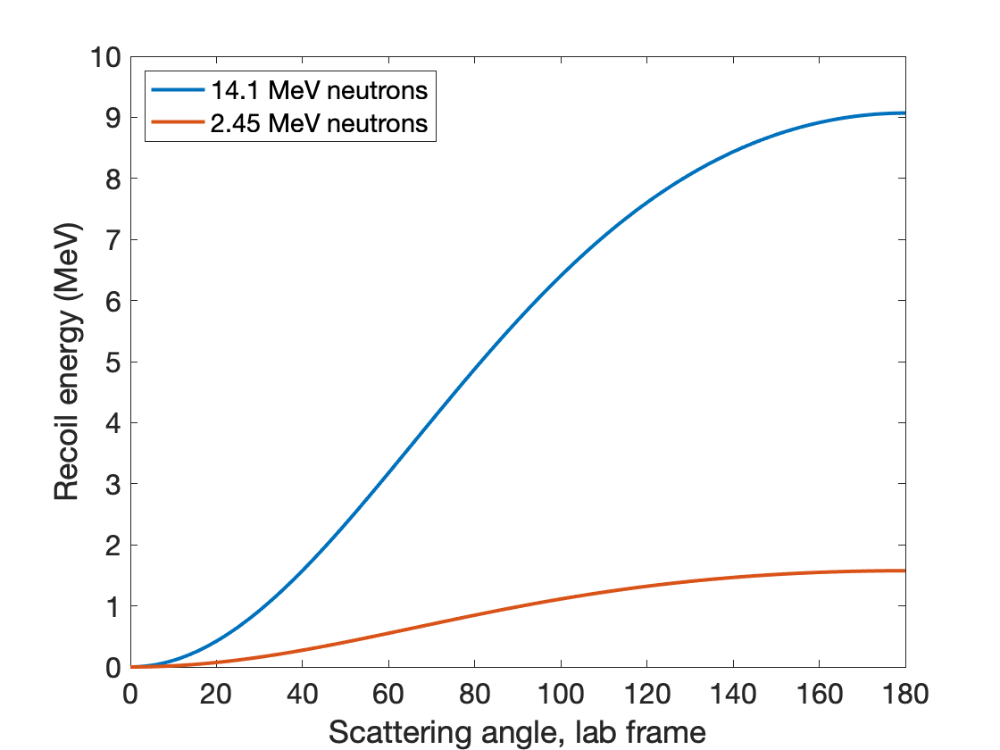 10
9
8
7
6
5
4
3
2
1
0
Recoil energy (MeV)
14.1 MeV neutrons
2.45 MeV neutrons
0 20 40 60 80 100 120 140 160 180
Scattering angle, lab frame